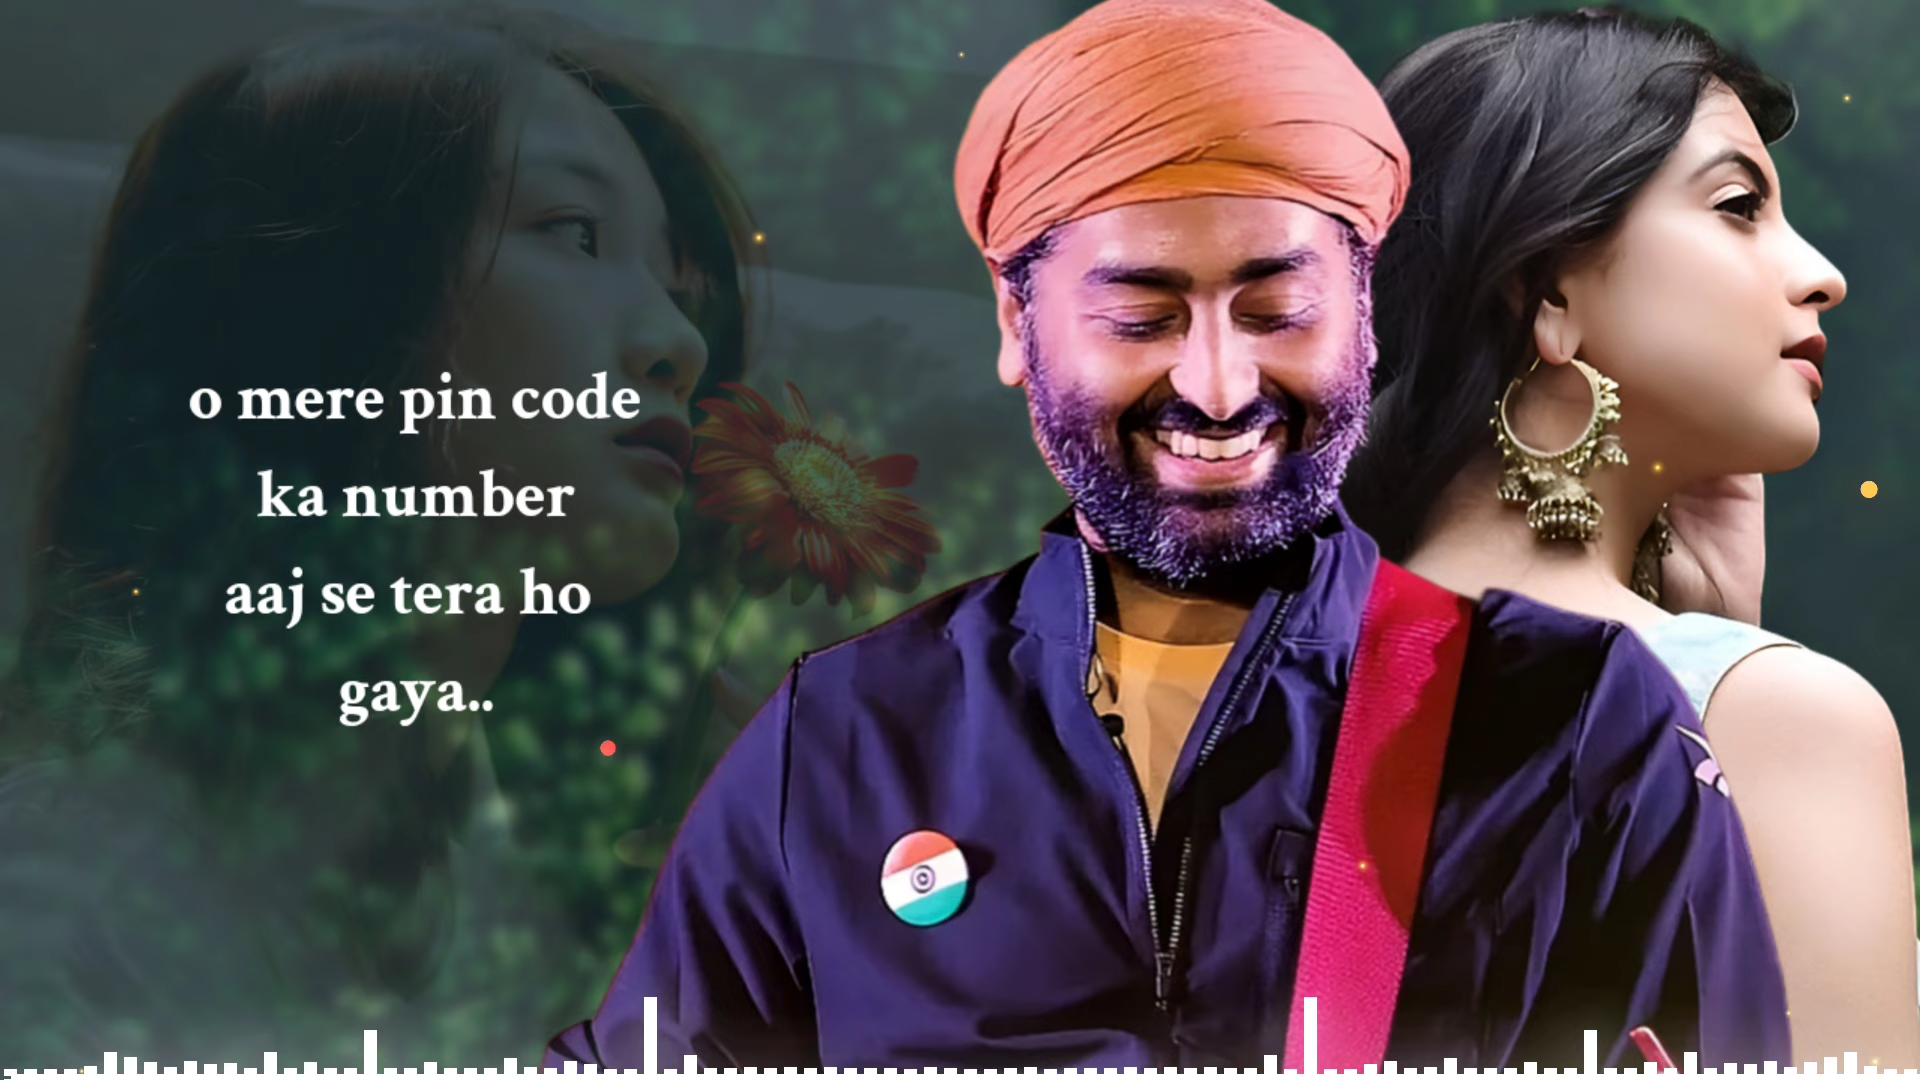 o mere pin code
ka number
aaj se tera ho
gaya..